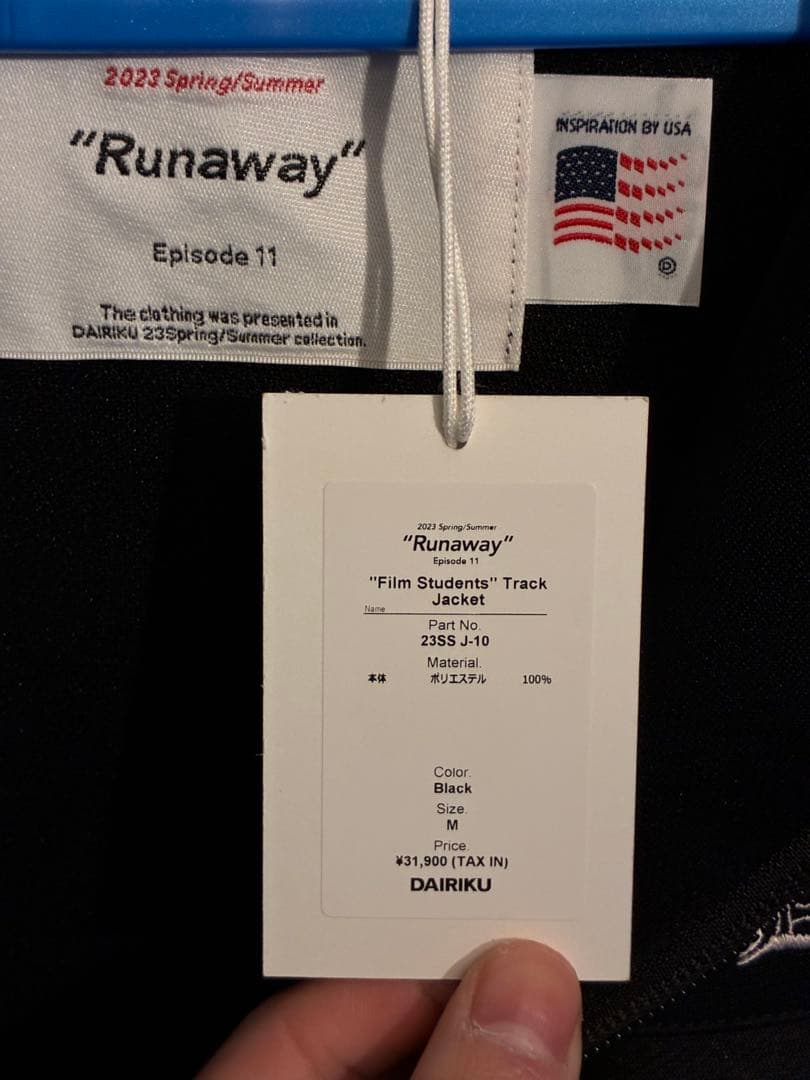 2023 Spring/Summer
"Runaway"
Episode 11
The clothing was presented in
DAIRIKU 23Spring/Summer collection.
INSPIRATION BY USA
2023 Spring/Summer
"Runaway"
Episode 11
"Film Students" Track
Jacket
Name
Part No.
23SS J-10
Material.
本体 ポリエステル 100%
Color.
Black
Size.
M
Price.
¥31,900 (TAX IN)
DAIRIKU